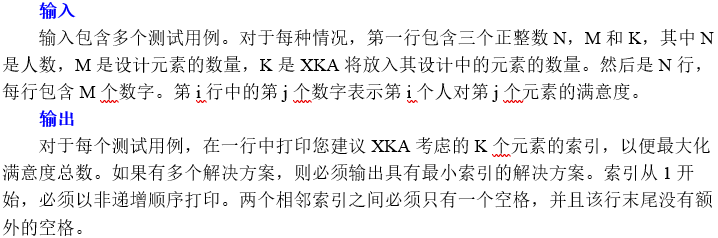 输入
输入包含多个测试用例。对于每种情况，第一行包含三个正整数 N，M 和 K，其中 N
是人数，M 是设计元素的数量，K 是 XKA 将放入其设计中的元素的数量。然后是 N 行，
每行包含 M 个数字。第 i 行中的第 j 个数字表示第 i 个人对第 j 个元素的满意度。
输出
对于每个测试用例，在一行中打印您建议 XKA 考虑的 K 个元素的索引，以便最大化
满意度总数。如果有多个解决方案，则必须输出具有最小索引的解决方案。索引从 1 开
始，必须以非递增顺序打印。两个相邻索引之间必须只有一个空格，并且该行末尾没有额
外的空格。